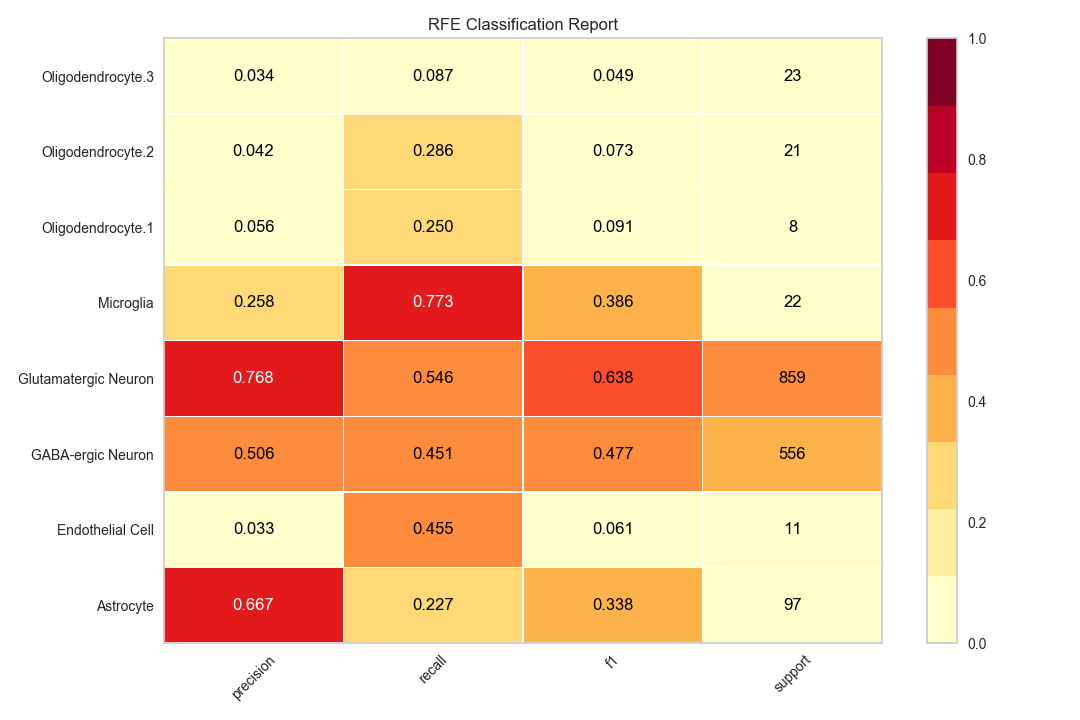 RFE Classification Report
Oligodendrocyte.3 0.034 0.087 0.049 23
Oligodendrocyte.2 0.042 0.286 0.073 21
Oligodendrocyte.1 0.056 0.250 0.091 8
Microglia 0.258 0.773 0.386 22
Glutamatergic Neuron 0.768 0.546 0.638 859
GABA-ergic Neuron 0.506 0.451 0.477 556
Endothelial Cell 0.033 0.455 0.061 11
Astrocyte 0.667 0.227 0.338 97
precision recall f1 support
1.0
0.8
0.6
0.4
0.2
0.0